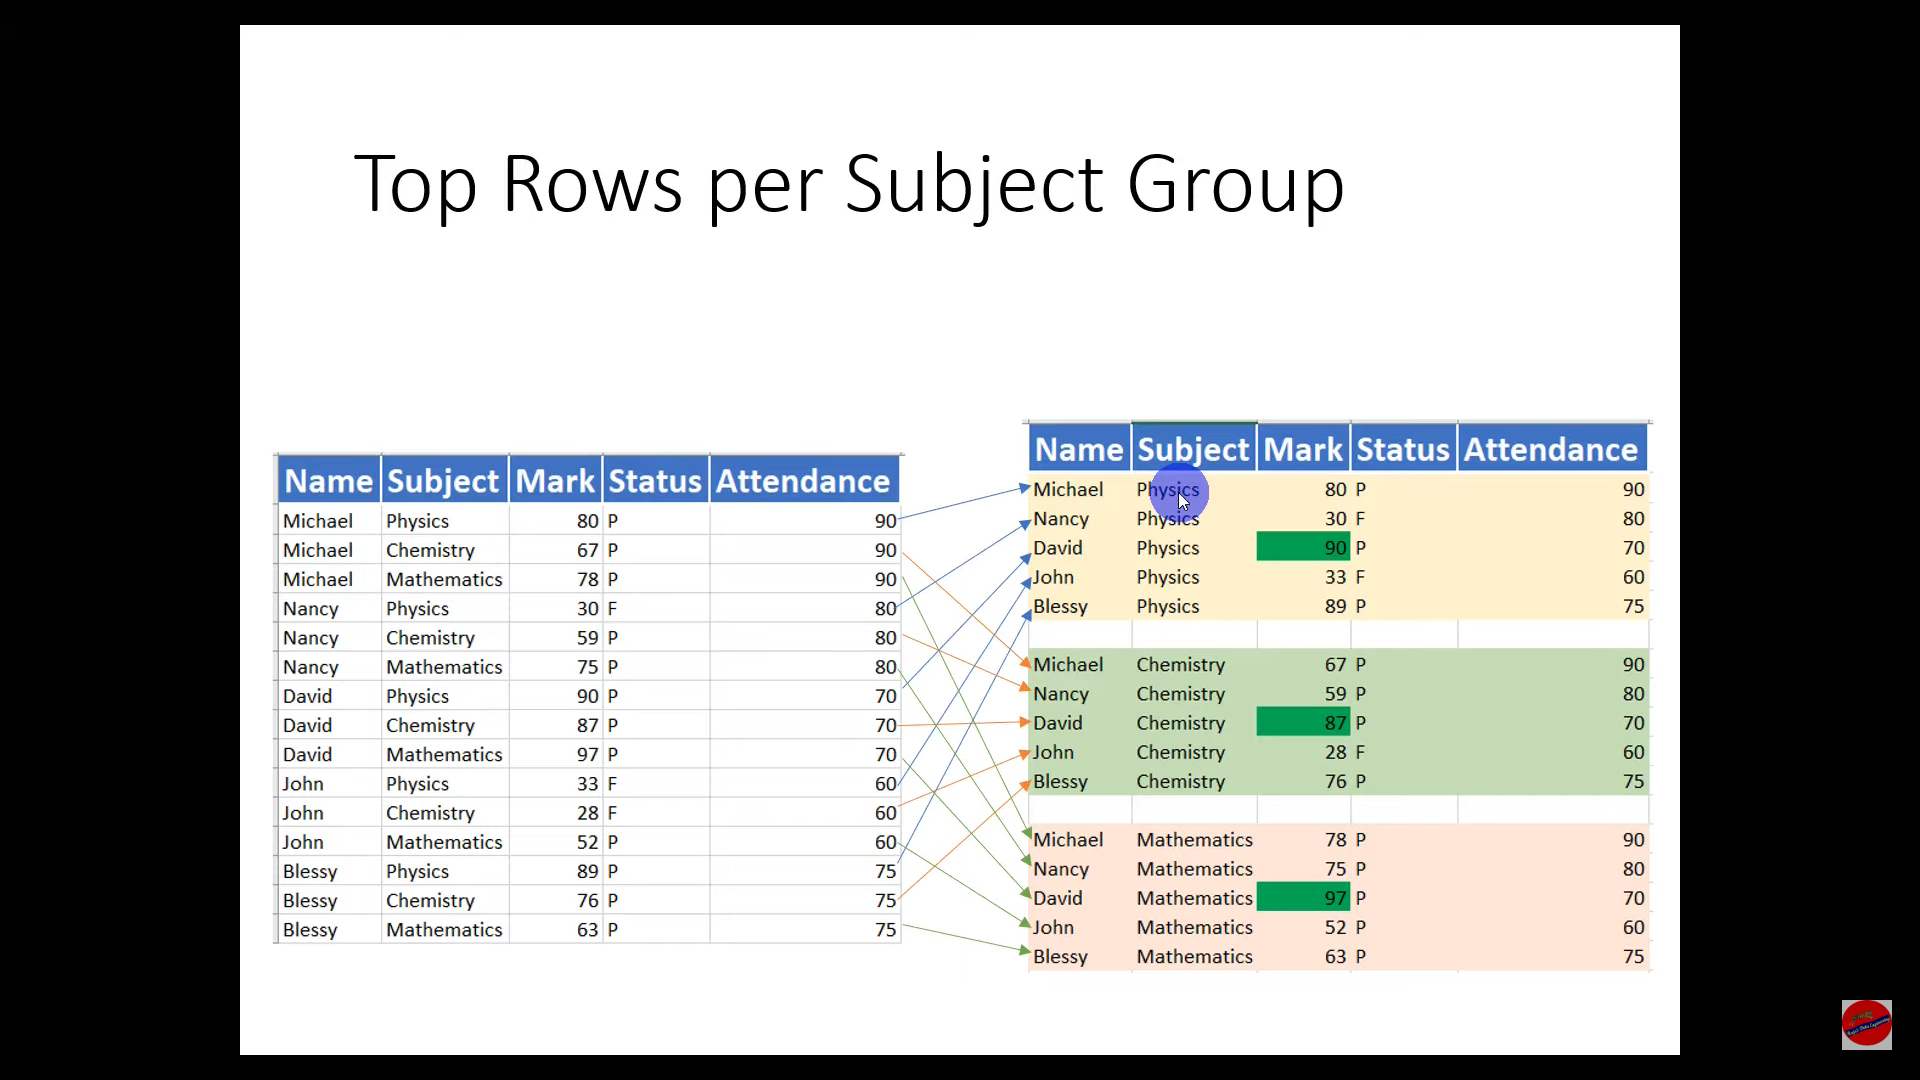 Top Rows per Subject Group
Name Subject Mark Status Attendance
Michael Physics 80 P 90
Michael Chemistry 67 P 90
Michael Mathematics 78 P 90
Nancy Physics 30 F 80
Nancy Chemistry 59 P 80
Nancy Mathematics 75 P 80
David Physics 90 P 70
David Chemistry 87 P 70
David Mathematics 97 P 70
John Physics 33 F 60
John Chemistry 28 F 60
John Mathematics 52 P 60
Blessy Physics 89 P 75
Blessy Chemistry 76 P 75
Blessy Mathematics 63 P 75
Name Subject Mark Status Attendance
Michael Physics 80 P 90
Nancy Physics 30 F 80
David Physics 90 P 70
John Physics 33 F 60
Blessy Physics 89 P 75
Michael Chemistry 67 P 90
Nancy Chemistry 59 P 80
David Chemistry 87 P 70
John Chemistry 28 F 60
Blessy Chemistry 76 P 75
Michael Mathematics 78 P 90
Nancy Mathematics 75 P 80
David Mathematics 97 P 70
John Mathematics 52 P 60
Blessy Mathematics 63 P 75